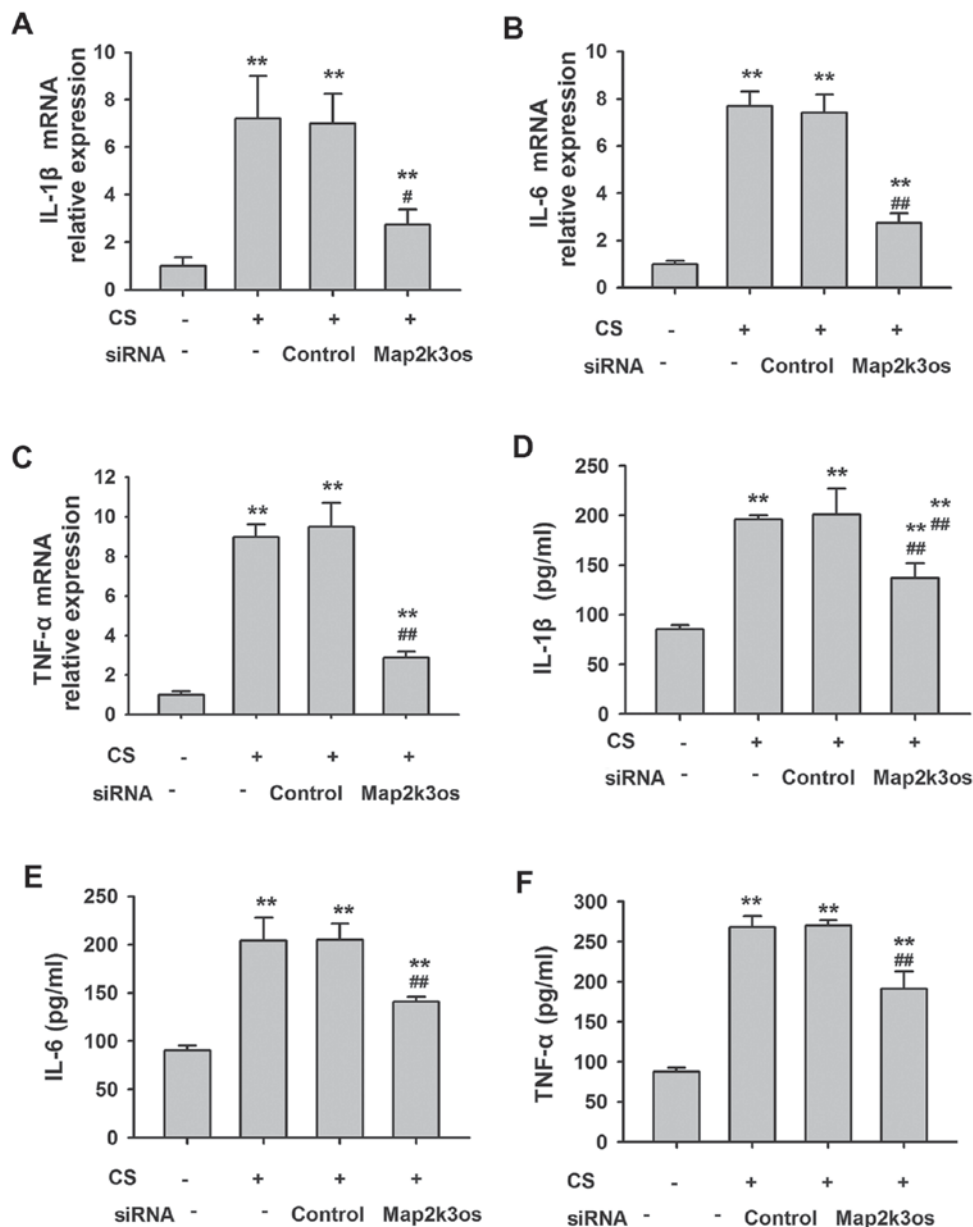 A
IL-1β mRNA
relative expression
10
8
6
4
2
0
**
**
**
#
CS - + + +
siRNA - - Control Map2k3os
B
IL-6 mRNA
relative expression
10
8
6
4
2
0
**
**
**
##
CS - + + +
siRNA - - Control Map2k3os
C
TNF-α mRNA
relative expression
12
10
8
6
4
2
0
**
**
**
##
CS - + + +
siRNA - - Control Map2k3os
D
IL-1β (pg/ml)
250
200
150
100
50
0
**
**
**
##
**
##
CS - + + +
siRNA - - Control Map2k3os
E
IL-6 (pg/ml)
250
200
150
100
50
0
**
**
**
##
CS - + + +
siRNA - - Control Map2k3os
F
TNF-α (pg/ml)
300
250
200
150
100
50
0
**
**
**
##
CS - + + +
siRNA - - Control Map2k3os